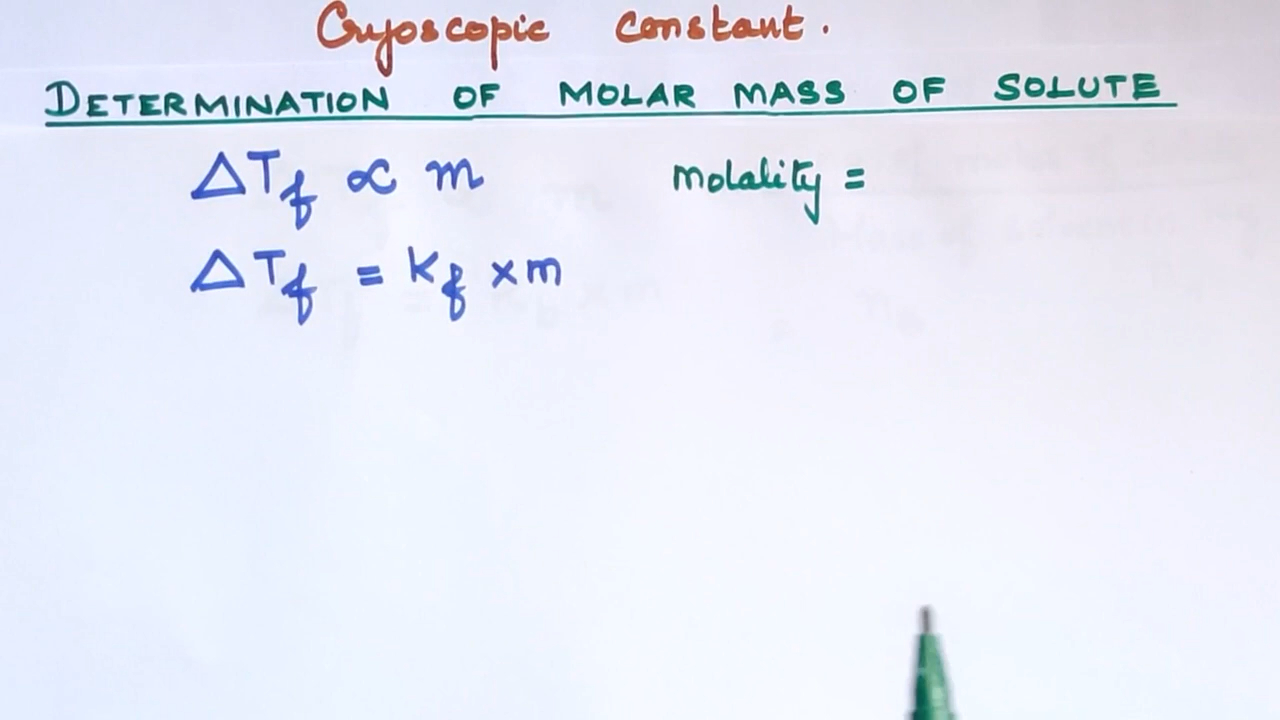 Cryoscopic constant.
DETERMINATION OF MOLAR MASS OF SOLUTE
ΔTf ∝ m
molality =
ΔTf = Kf × m